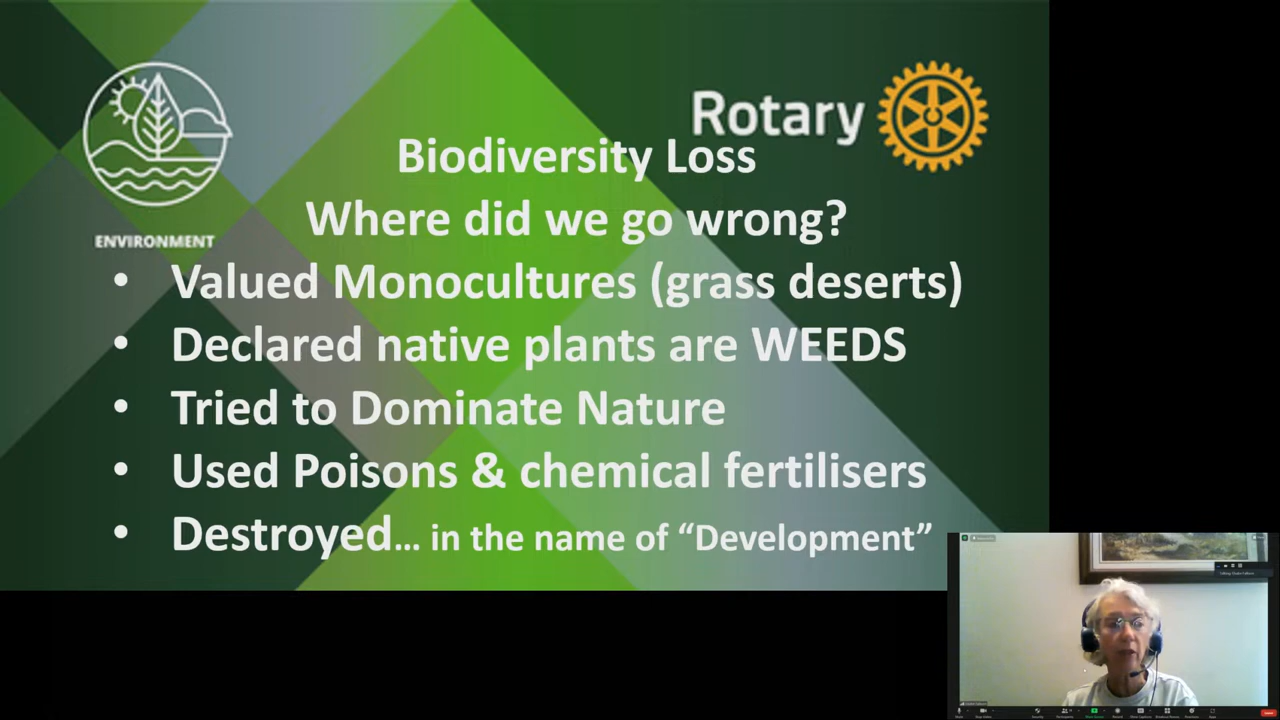 Rotary
Biodiversity Loss
Where did we go wrong?
ENVIRONMENT
• Valued Monocultures (grass deserts)
• Declared native plants are WEEDS
• Tried to Dominate Nature
• Used Poisons & chemical fertilisers
• Destroyed… in the name of “Development”